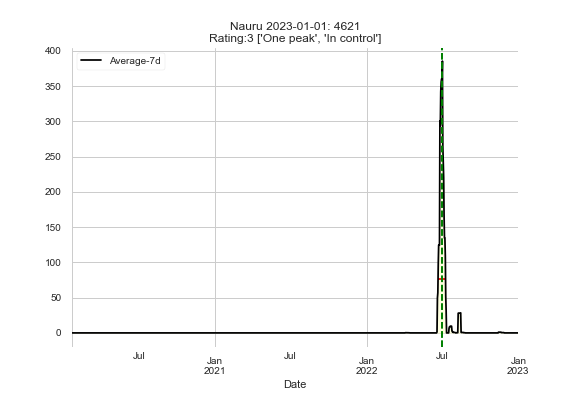 Nauru 2023-01-01: 4621
Rating:3 ['One peak', 'In control']
Average-7d
400
350
300
250
200
150
100
50
0
Jul
Jan
2021
Jul
Jan
2022
Jul
Jan
2023
Date